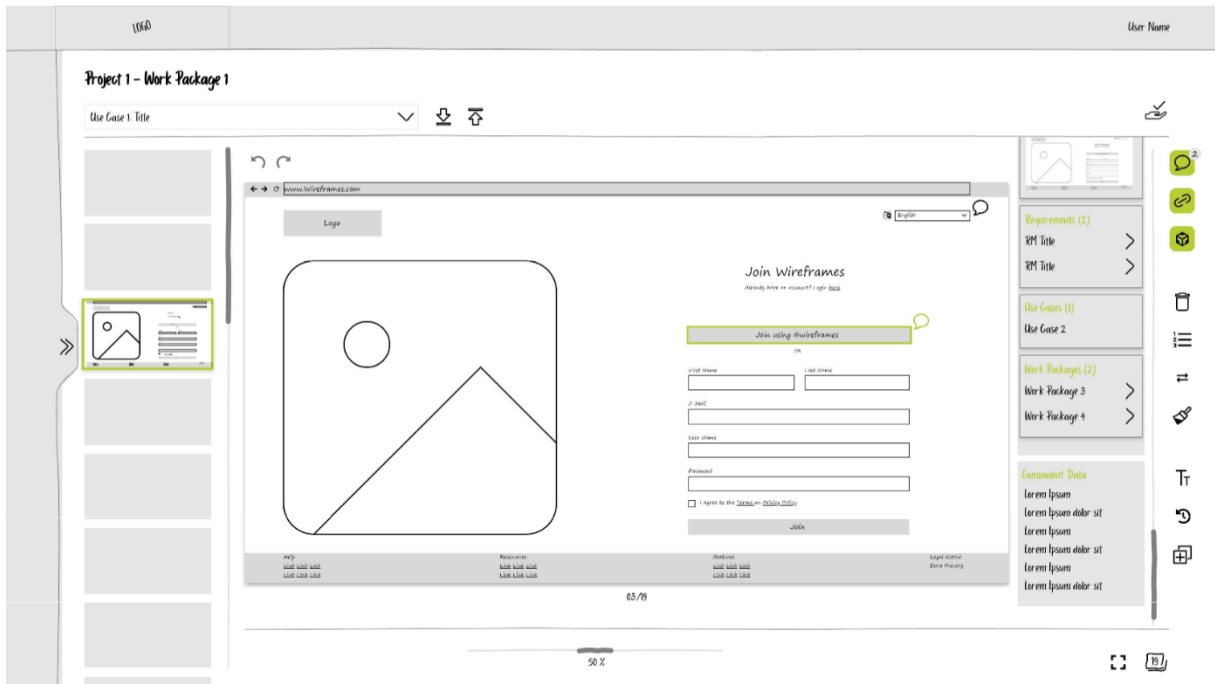 LOGO
User Name
Project 1 - Work Package 1
Use Case 1: Title
2
www.Wireframes.com
Logo
English
Join Wireframes
Already have an account? Login here
Join using @wireframes
OR
First Name
Last Name
E-Mail
User Name
Password
I agree to the Terms on Privacy Policy
Join
Help
Link Link Link
Link Link Link
Resources
Link Link Link
Link Link Link
Features
Link Link Link
Link Link Link
Legal Notice
Data Privacy
03/19
Requirements (2)
RM Title
RM Title
Use Cases (1)
Use Case 2
Work Packages (2)
Work Package 3
Work Package 4
Component Data
Lorem Ipsum
Lorem Ipsum dolor sit
Lorem Ipsum
Lorem Ipsum dolor sit
Lorem Ipsum
Lorem Ipsum dolor sit
TT
50 %
19